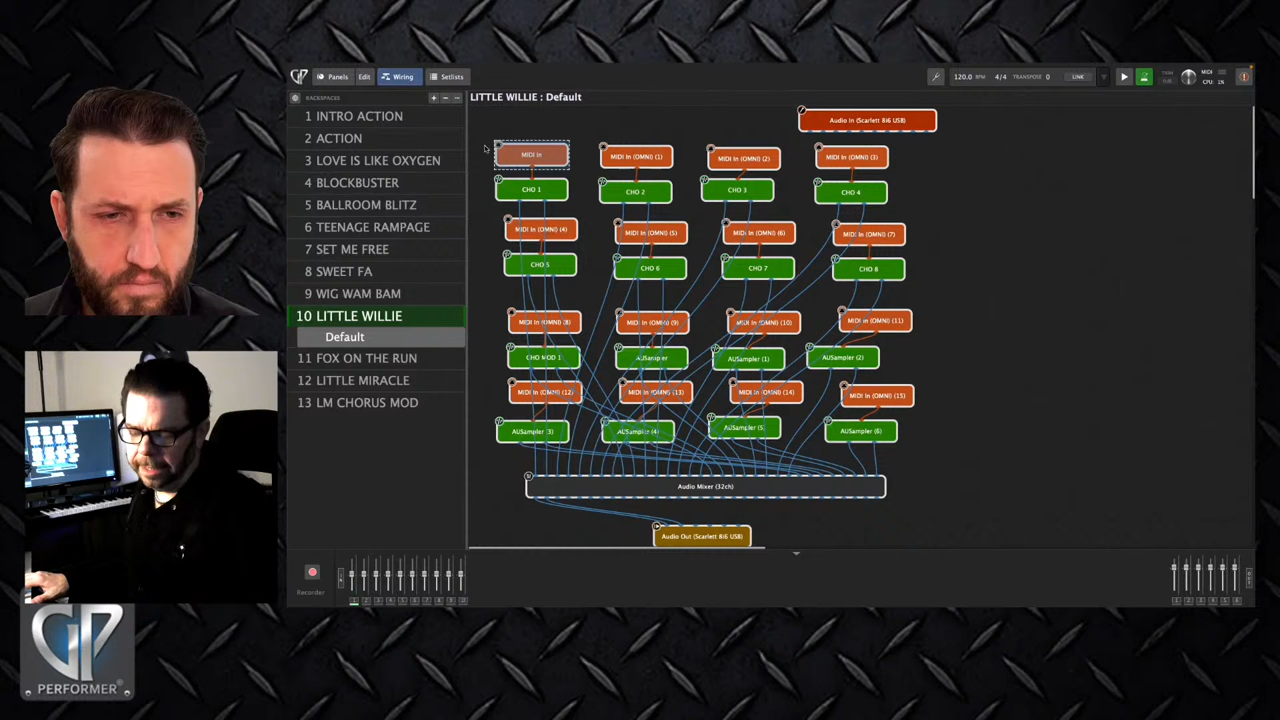 Panels Edit Wiring Setlists 120.0 BPM 4/4 TRANSPOSE 0 LINK MIDI CPU: 1%
RACKSPACES
LITTLE WILLIE : Default
1 INTRO ACTION
2 ACTION
3 LOVE IS LIKE OXYGEN
4 BLOCKBUSTER
5 BALLROOM BLITZ
6 TEENAGE RAMPAGE
7 SET ME FREE
8 SWEET FA
9 WIG WAM BAM
10 LITTLE WILLIE
Default
11 FOX ON THE RUN
12 LITTLE MIRACLE
13 LM CHORUS MOD
Audio In (Scarlett 8i6 USB)
MIDI In MIDI In (OMNI) (1) MIDI In (OMNI) (2) MIDI In (OMNI) (3)
CHO 1 CHO 2 CHO 3 CHO 4
MIDI In (OMNI) (4) MIDI In (OMNI) (5) MIDI In (OMNI) (6) MIDI In (OMNI) (7)
CHO 5 CHO 6 CHO 7 CHO 8
MIDI In (OMNI) (8) MIDI In (OMNI) (9) MIDI In (OMNI) (10) MIDI In (OMNI) (11)
CHO MOD 1 AUSampler AUSampler (1) AUSampler (2)
MIDI In (OMNI) (12) MIDI In (OMNI) (13) MIDI In (OMNI) (14) MIDI In (OMNI) (15)
AUSampler (3) AUSampler (4) AUSampler (5) AUSampler (6)
Audio Mixer (32ch)
Audio Out (Scarlett 8i6 USB)
Recorder
GP
PERFORMER®